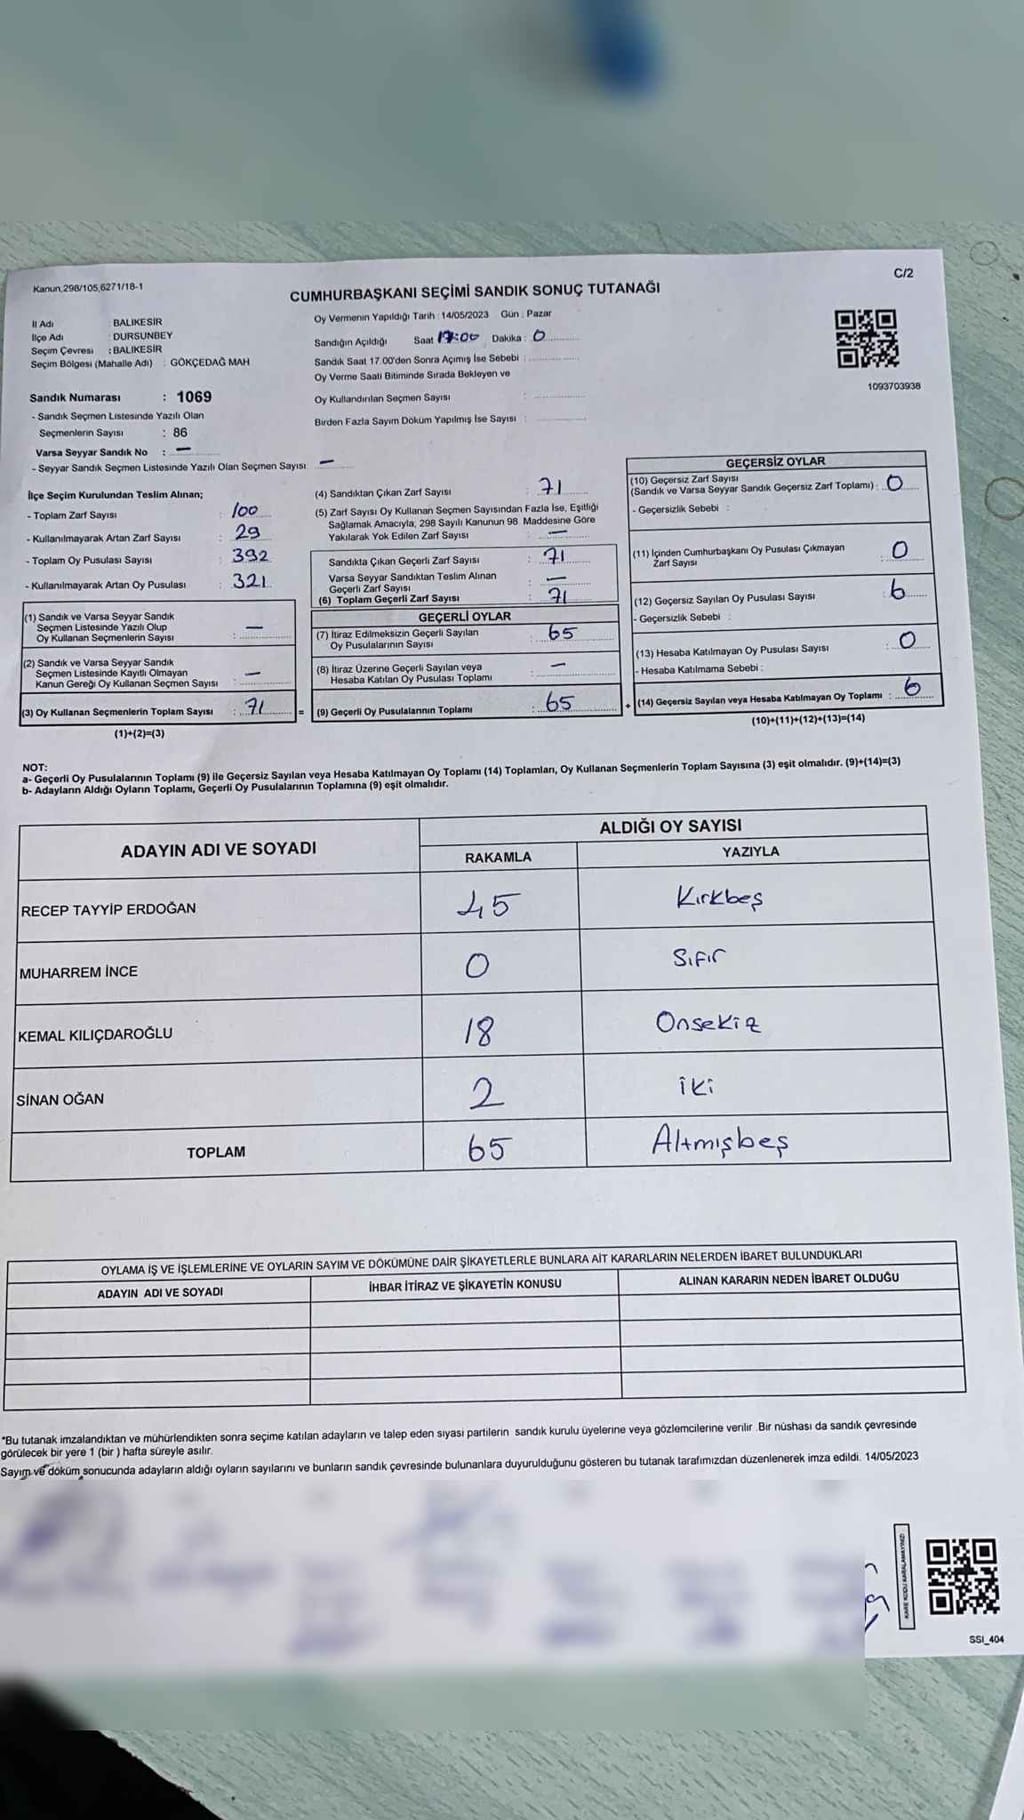 C/2
Kanun,298/105,6271/18-1
CUMHURBAŞKANI SEÇİMİ SANDIK SONUÇ TUTANAĞI
İl Adı BALIKESİR
İlçe Adı : DURSUNBEY
Seçim Çevresi : BALIKESİR
Seçim Bölgesi (Mahalle Adı) : GÖKÇEDAĞ MAH
Sandık Numarası : 1069
- Sandık Seçmen Listesinde Yazılı Olan
Seçmenlerin Sayısı : 86
Varsa Seyyar Sandık No : —
- Seyyar Sandık Seçmen Listesinde Yazılı Olan Seçmen Sayısı —
Oy Vermenin Yapıldığı Tarih : 14/05/2023 Gün : Pazar
Sandığın Açıldığı Saat 17:00 Dakika : 0
Sandık Saat 17.00'den Sonra Açımış İse Sebebi :
Oy Verme Saati Bitiminde Sırada Bekleyen ve
Oy Kullandırılan Seçmen Sayısı :
Birden Fazla Sayım Döküm Yapılmış İse Sayısı :
1093703938
İlçe Seçim Kurulundan Teslim Alınan;
- Toplam Zarf Sayısı : 100
- Kullanılmayarak Artan Zarf Sayısı : 29
- Toplam Oy Pusulası Sayısı : 392
- Kullanılmayarak Artan Oy Pusulası : 321
(1) Sandık ve Varsa Seyyar Sandık
Seçmen Listesinde Yazılı Olup
Oy Kullanan Seçmenlerin Sayısı : —
(2) Sandık ve Varsa Seyyar Sandık
Seçmen Listesinde Kayıtlı Olmayan
Kanun Gereği Oy Kullanan Seçmen Sayısı : —
(3) Oy Kullanan Seçmenlerin Toplam Sayısı : 71
(1)+(2)=(3)
(4) Sandıktan Çıkan Zarf Sayısı : 71
(5) Zarf Sayısı Oy Kullanan Seçmen Sayısından Fazla İse, Eşitliği
Sağlamak Amacıyla, 298 Sayılı Kanunun 98 Maddesine Göre
Yakılarak Yok Edilen Zarf Sayısı : —
Sandıkta Çıkan Geçerli Zarf Sayısı : 71
Varsa Seyyar Sandıktan Teslim Alınan
Geçerli Zarf Sayısı : —
(6) Toplam Geçerli Zarf Sayısı : 71
GEÇERLİ OYLAR
(7) İtiraz Edilmeksizin Geçerli Sayılan
Oy Pusulalarının Sayısı : 65
(8) İtiraz Üzerine Geçerli Sayılan veya
Hesaba Katılan Oy Pusulası Toplamı : —
= (9) Geçerli Oy Pusulalarının Toplamı : 65
GEÇERSİZ OYLAR
(10) Geçersiz Zarf Sayısı
(Sandık ve Varsa Seyyar Sandık Geçersiz Zarf Toplamı) : 0
- Geçersizlik Sebebi :
(11) İçinden Cumhurbaşkanı Oy Pusulası Çıkmayan
Zarf Sayısı : 0
(12) Geçersiz Sayılan Oy Pusulası Sayısı : 6
- Geçersizlik Sebebi :
(13) Hesaba Katılmayan Oy Pusulası Sayısı : 0
- Hesaba Katılmama Sebebi :
+ (14) Geçersiz Sayılan veya Hesaba Katılmayan Oy Toplamı : 6
(10)+(11)+(12)+(13)=(14)
NOT:
a- Geçerli Oy Pusulalarının Toplamı (9) ile Geçersiz Sayılan veya Hesaba Katılmayan Oy Toplamı (14) Toplamları, Oy Kullanan Seçmenlerin Toplam Sayısına (3) eşit olmalıdır. (9)+(14)=(3)
b- Adayların Aldığı Oyların Toplamı, Geçerli Oy Pusulalarının Toplamına (9) eşit olmalıdır.
ADAYIN ADI VE SOYADI ALDIĞI OY SAYISI
RAKAMLA YAZIYLA
RECEP TAYYİP ERDOĞAN 45 Kırkbeş
MUHARREM İNCE 0 Sıfır
KEMAL KILIÇDAROĞLU 18 Onsekiz
SİNAN OĞAN 2 iki
TOPLAM 65 Altmışbeş
OYLAMA İŞ VE İŞLEMLERİNE VE OYLARIN SAYIM VE DÖKÜMÜNE DAİR ŞİKAYETLERLE BUNLARA AİT KARARLARIN NELERDEN İBARET BULUNDUKLARI
ADAYIN ADI VE SOYADI İHBAR İTİRAZ VE ŞİKAYETİN KONUSU ALINAN KARARIN NEDEN İBARET OLDUĞU
*Bu tutanak imzalandıktan ve mühürlendikten sonra seçime katılan adayların ve talep eden siyasi partilerin sandık kurulu üyelerine veya gözlemcilerine verilir. Bir nüshası da sandık çevresinde
görülecek bir yere 1 (bir) hafta süreyle asılır.
Sayım ve döküm sonucunda adayların aldığı oyların sayılarını ve bunların sandık çevresinde bulunanlara duyurulduğunu gösteren bu tutanak tarafımızdan düzenlenerek imza edildi. 14/05/2023
KARE KODU KARALAMAYINIZ!
SSI_404